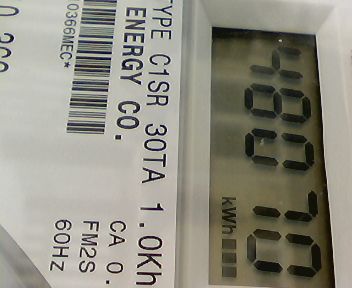 48070
kWh
TYPE C1SR 30TA 1.0Kh
ENERGY CO.
CA 0.
FM2S
60Hz
0366MEC*